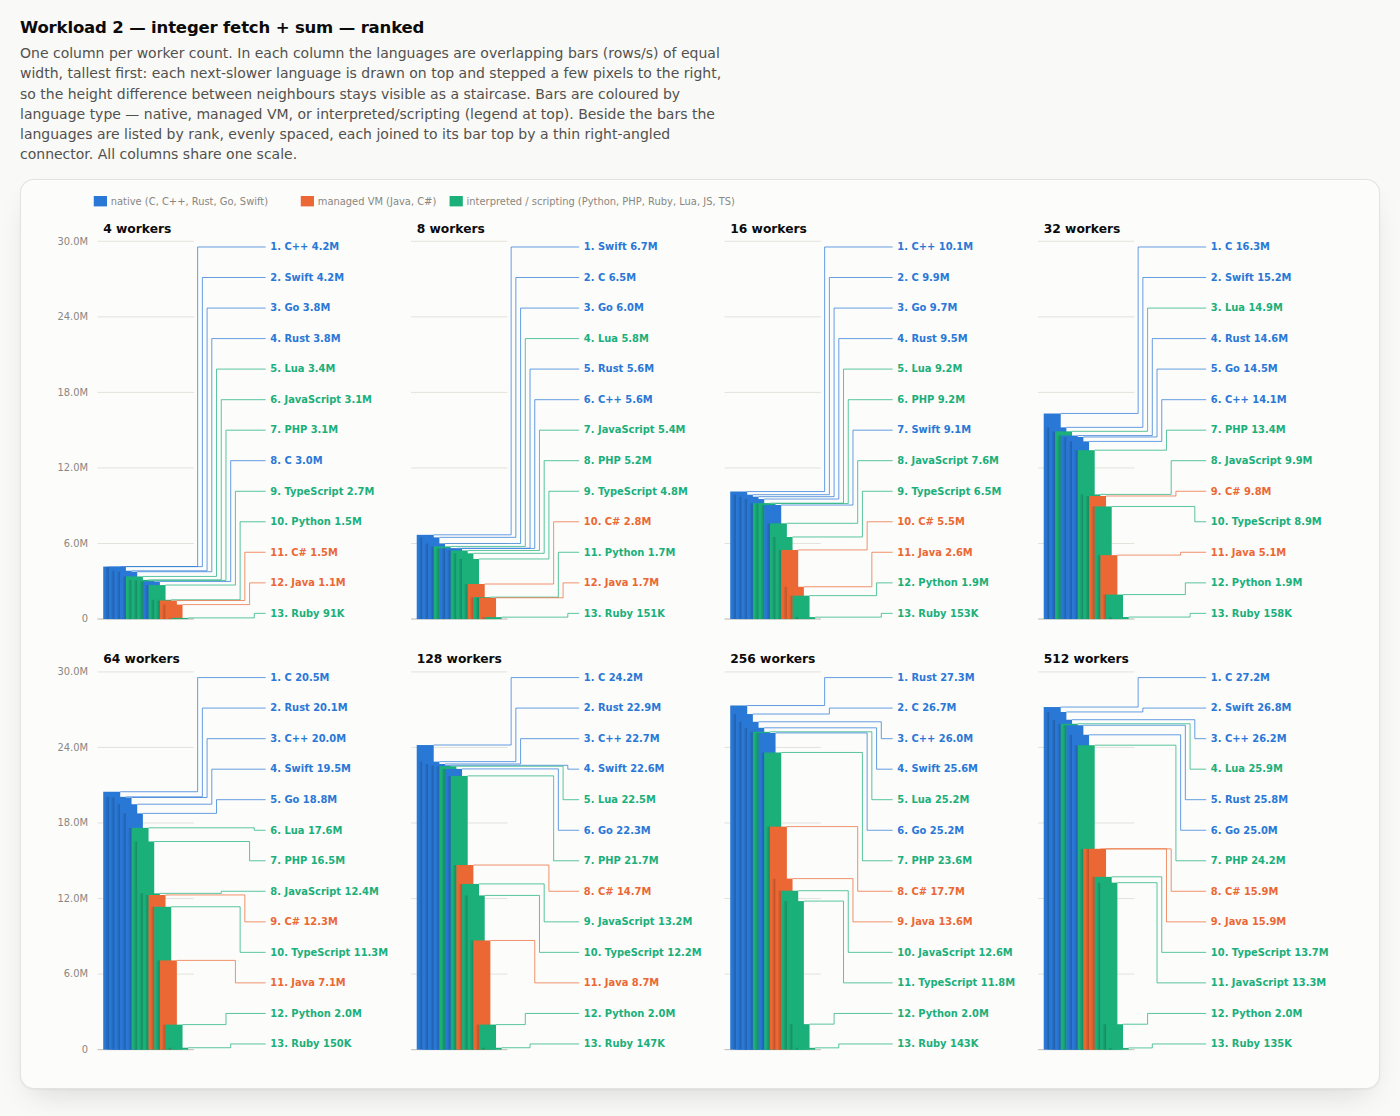 Workload 2 — integer fetch + sum — ranked
One column per worker count. In each column the languages are overlapping bars (rows/s) of equal
width, tallest first: each next-slower language is drawn on top and stepped a few pixels to the right,
so the height difference between neighbours stays visible as a staircase. Bars are coloured by
language type — native, managed VM, or interpreted/scripting (legend at top). Beside the bars the
languages are listed by rank, evenly spaced, each joined to its bar top by a thin right-angled
connector. All columns share one scale.
native (C, C++, Rust, Go, Swift)
managed VM (Java, C#)
interpreted / scripting (Python, PHP, Ruby, Lua, JS, TS)
4 workers
30.0M
24.0M
18.0M
12.0M
6.0M
0
1. C++ 4.2M
2. Swift 4.2M
3. Go 3.8M
4. Rust 3.8M
5. Lua 3.4M
6. JavaScript 3.1M
7. PHP 3.1M
8. C 3.0M
9. TypeScript 2.7M
10. Python 1.5M
11. C# 1.5M
12. Java 1.1M
13. Ruby 91K
8 workers
1. Swift 6.7M
2. C 6.5M
3. Go 6.0M
4. Lua 5.8M
5. Rust 5.6M
6. C++ 5.6M
7. JavaScript 5.4M
8. PHP 5.2M
9. TypeScript 4.8M
10. C# 2.8M
11. Python 1.7M
12. Java 1.7M
13. Ruby 151K
16 workers
1. C++ 10.1M
2. C 9.9M
3. Go 9.7M
4. Rust 9.5M
5. Lua 9.2M
6. PHP 9.2M
7. Swift 9.1M
8. JavaScript 7.6M
9. TypeScript 6.5M
10. C# 5.5M
11. Java 2.6M
12. Python 1.9M
13. Ruby 153K
32 workers
1. C 16.3M
2. Swift 15.2M
3. Lua 14.9M
4. Rust 14.6M
5. Go 14.5M
6. C++ 14.1M
7. PHP 13.4M
8. JavaScript 9.9M
9. C# 9.8M
10. TypeScript 8.9M
11. Java 5.1M
12. Python 1.9M
13. Ruby 158K
64 workers
30.0M
24.0M
18.0M
12.0M
6.0M
0
1. C 20.5M
2. Rust 20.1M
3. C++ 20.0M
4. Swift 19.5M
5. Go 18.8M
6. Lua 17.6M
7. PHP 16.5M
8. JavaScript 12.4M
9. C# 12.3M
10. TypeScript 11.3M
11. Java 7.1M
12. Python 2.0M
13. Ruby 150K
128 workers
1. C 24.2M
2. Rust 22.9M
3. C++ 22.7M
4. Swift 22.6M
5. Lua 22.5M
6. Go 22.3M
7. PHP 21.7M
8. C# 14.7M
9. JavaScript 13.2M
10. TypeScript 12.2M
11. Java 8.7M
12. Python 2.0M
13. Ruby 147K
256 workers
1. Rust 27.3M
2. C 26.7M
3. C++ 26.0M
4. Swift 25.6M
5. Lua 25.2M
6. Go 25.2M
7. PHP 23.6M
8. C# 17.7M
9. Java 13.6M
10. JavaScript 12.6M
11. TypeScript 11.8M
12. Python 2.0M
13. Ruby 143K
512 workers
1. C 27.2M
2. Swift 26.8M
3. C++ 26.2M
4. Lua 25.9M
5. Rust 25.8M
6. Go 25.0M
7. PHP 24.2M
8. C# 15.9M
9. Java 15.9M
10. TypeScript 13.7M
11. JavaScript 13.3M
12. Python 2.0M
13. Ruby 135K